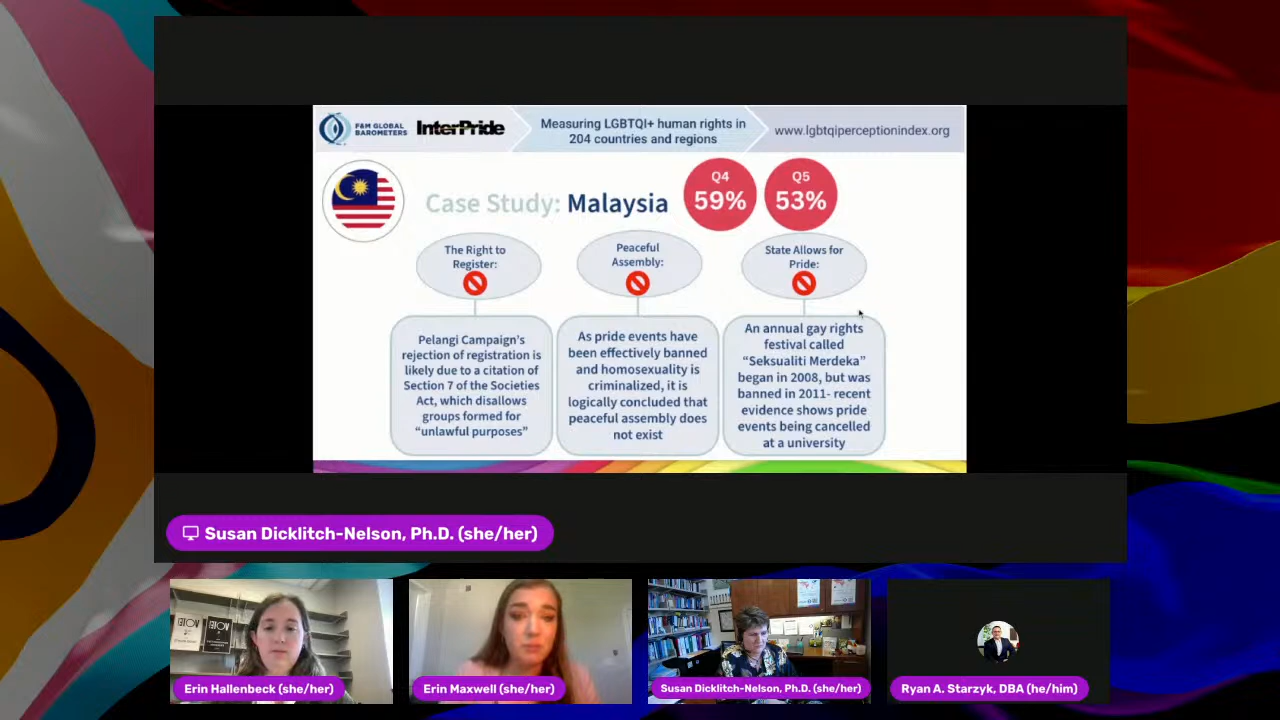 F&M GLOBAL
BAROMETERS
InterPride
Measuring LGBTQI+ human rights in
204 countries and regions
www.lgbtqiperceptionindex.org
Case Study: Malaysia
Q4
59%
Q5
53%
The Right to
Register:
Pelangi Campaign's
rejection of registration is
likely due to a citation of
Section 7 of the Societies
Act, which disallows
groups formed for
“unlawful purposes”
Peaceful
Assembly:
As pride events have
been effectively banned
and homosexuality is
criminalized, it is
logically concluded that
peaceful assembly does
not exist
State Allows for
Pride:
An annual gay rights
festival called
“Seksualiti Merdeka”
began in 2008, but was
banned in 2011- recent
evidence shows pride
events being cancelled
at a university
Susan Dicklitch-Nelson, Ph.D. (she/her)
Erin Hallenbeck (she/her)
Erin Maxwell (she/her)
Susan Dicklitch-Nelson, Ph.D. (she/her)
Ryan A. Starzyk, DBA (he/him)